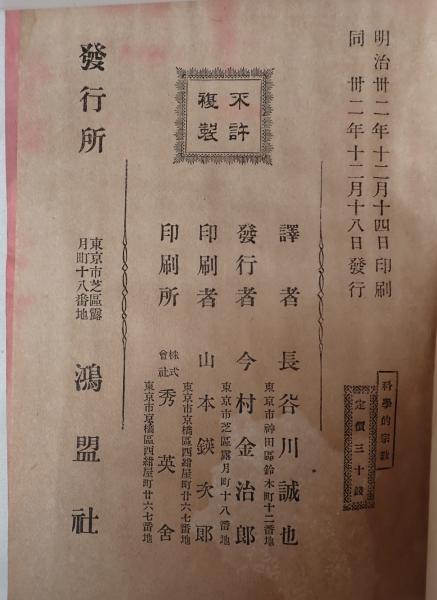 明治卅二年十二月十四日印刷
同 卅二年十二月十八日發行
科學的宗教
定價三十錢
不許
複製
譯者 長谷川誠也
東京市神田區鈴木町十二番地
發行者 今村金治郎
東京市芝區露月町十八番地
印刷者 山本鍈次郎
東京市京橋區西紺屋町廿六七番地
印刷所 株式會社 秀英舍
東京市京橋區西紺屋町廿六七番地
發行所 東京市芝區露月町十八番地 鴻盟社